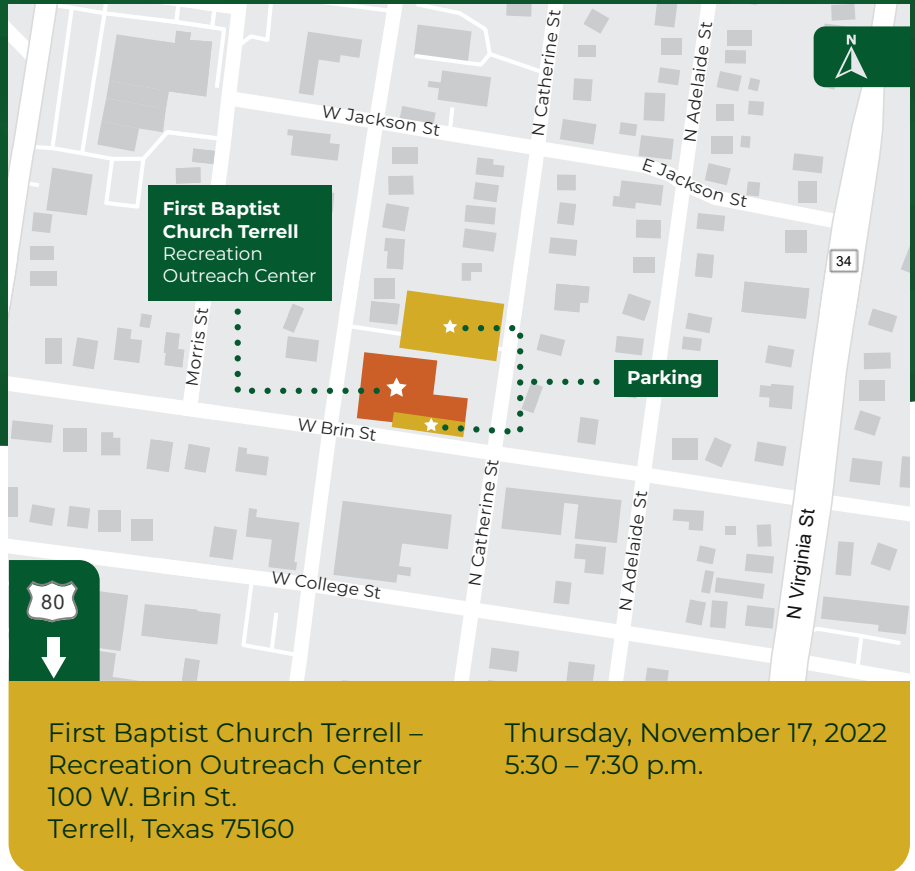 N
W Jackson St
N Catherine St
N Adelaide St
E Jackson St
First Baptist
Church Terrell
Recreation
Outreach Center
34
Morris St
Parking
W Brin St
N Catherine St
N Adelaide St
N Virginia St
W College St
80
First Baptist Church Terrell –
Recreation Outreach Center
100 W. Brin St.
Terrell, Texas 75160
Thursday, November 17, 2022
5:30 – 7:30 p.m.